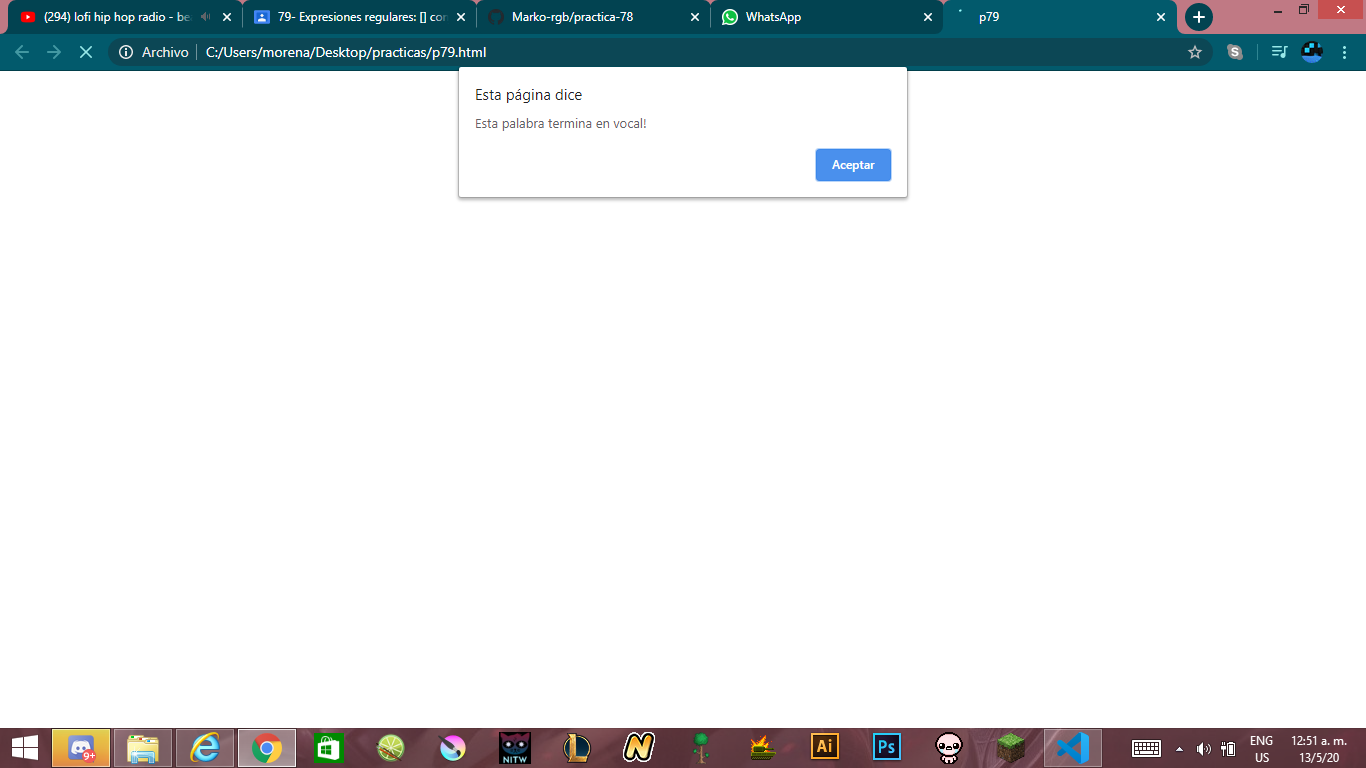 (294) lofi hip hop radio - be
79- Expresiones regulares: [] con
Marko-rgb/practica-78
WhatsApp
p79
Archivo
C:/Users/morena/Desktop/practicas/p79.html
Esta página dice
Esta palabra termina en vocal!
Aceptar
9+
NITW
Ai
Ps
ENG
US
12:51 a. m.
13/5/20